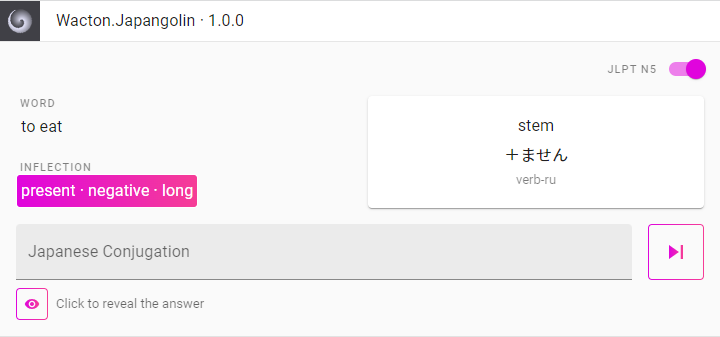 Wacton.Japangolin · 1.0.0
JLPT N5
WORD
to eat
INFLECTION
present · negative · long
stem
＋ません
verb-ru
Japanese Conjugation
Click to reveal the answer